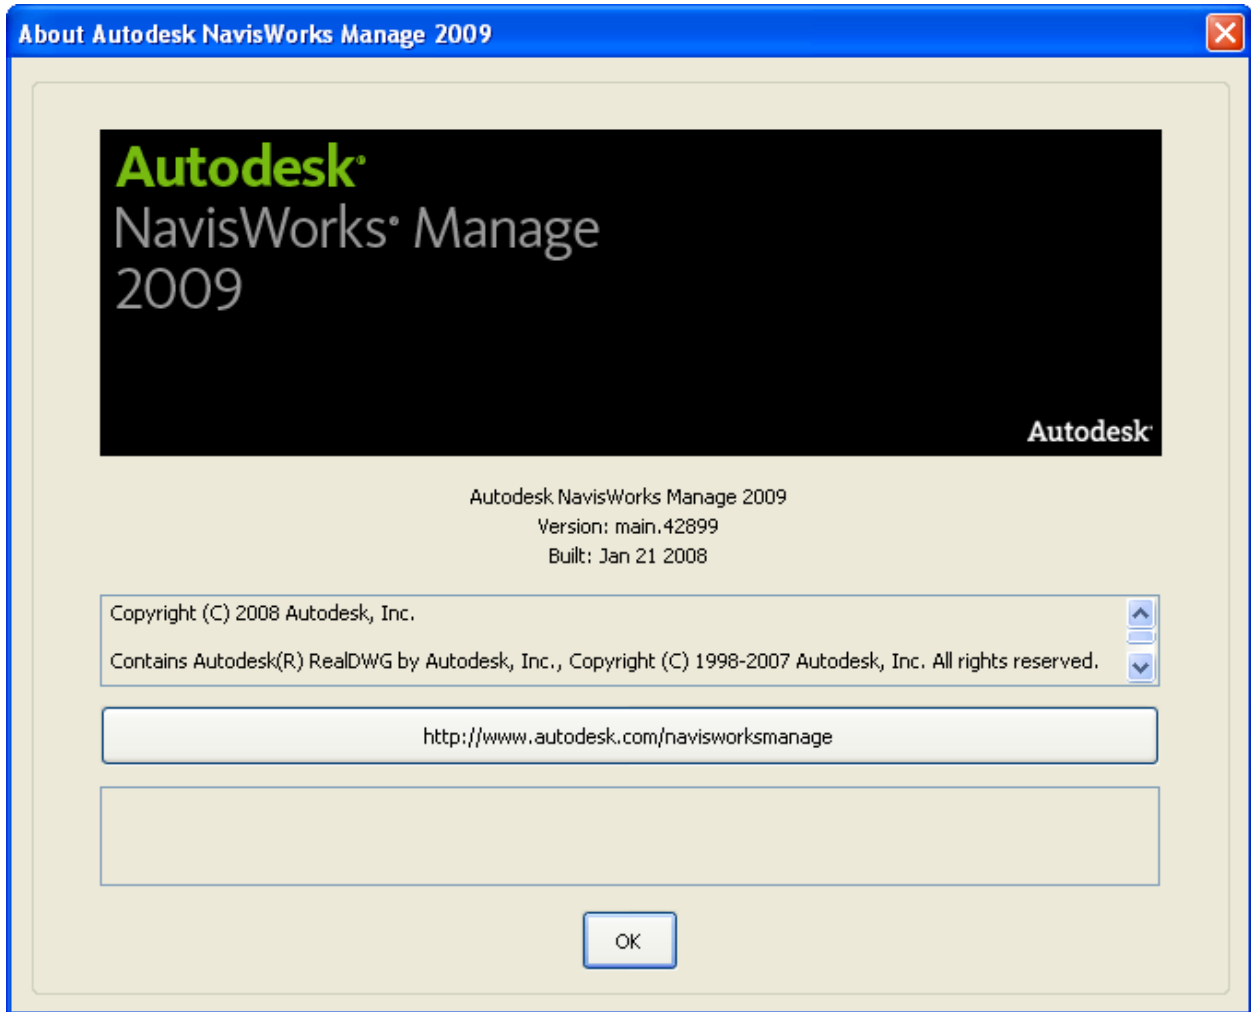 About Autodesk NavisWorks Manage 2009
Autodesk®
NavisWorks® Manage
2009
Autodesk®
Autodesk NavisWorks Manage 2009
Version: main.42899
Built: Jan 21 2008
Copyright (C) 2008 Autodesk, Inc.
Contains Autodesk(R) RealDWG by Autodesk, Inc., Copyright (C) 1998-2007 Autodesk, Inc. All rights reserved.
http://www.autodesk.com/navisworksmanage
OK